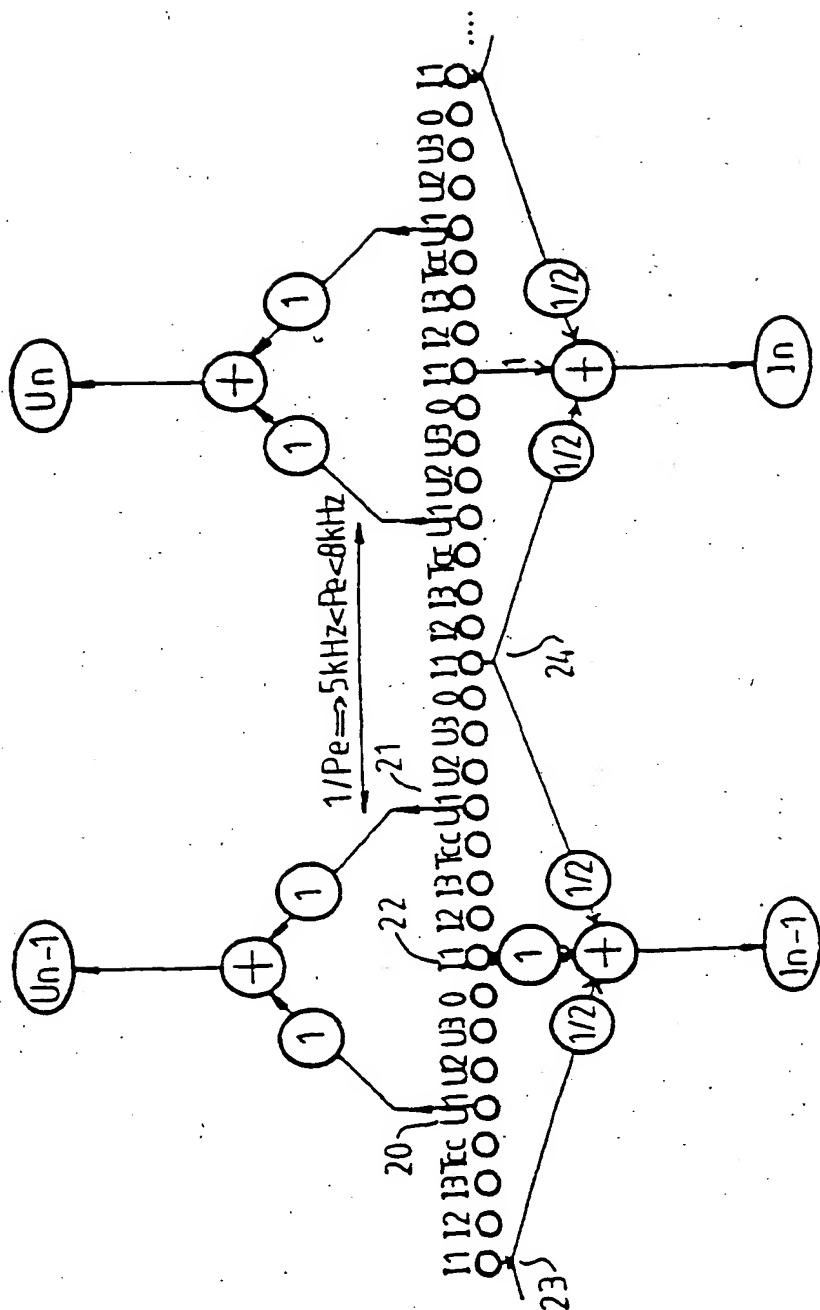 Un-1 Un
+ +
1 1 1 1
1/Pe=>5kHz<Pe<8kHz
20 22 21
I1 I2 I3 Tcc U1 U2 U3 0 I1 I2 I3 Tcc U1 U2 U3 0 I1 I2 I3 Tcc U1 U2 U3 0 I1 I2 I3 Tcc U1 U2 U3 0 I1 ....
23 1 24 1
1/2 1/2 1/2 1/2
+ +
In-1 In